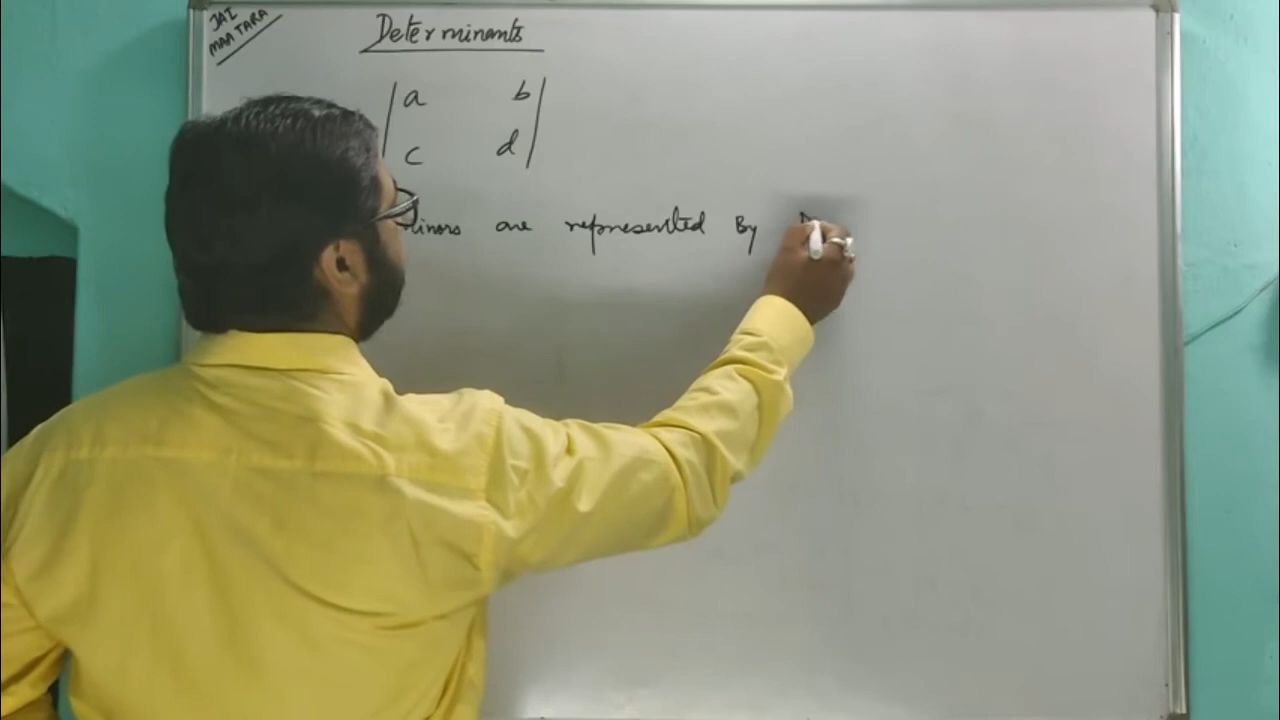 JAI
MAA TARA
Determinants
a b
c d
are represented By